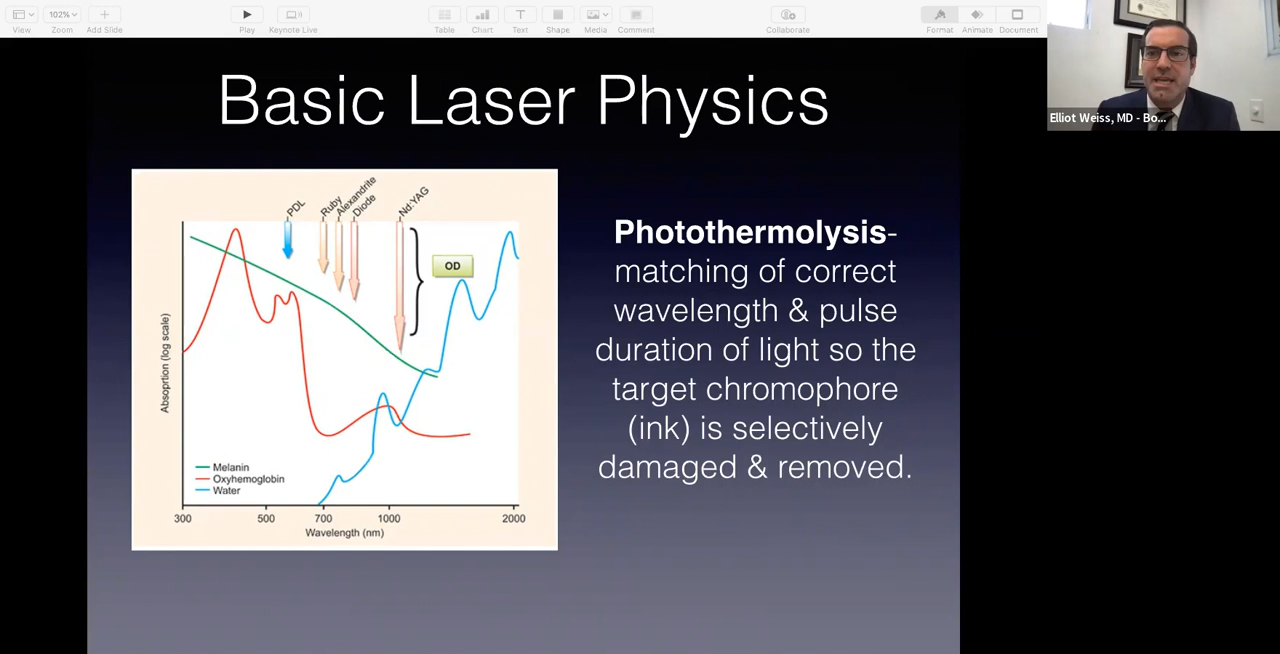 102%
View
Zoom
Add Slide
Play
Keynote Live
Table
Chart
Text
Shape
Media
Comment
Collaborate
Format
Animate
Document
Elliot Weiss, MD - Bo...
Basic Laser Physics
PDL
Ruby
Alexandrite
Diode
Nd:YAG
OD
Absoprtion (log scale)
Melanin
Oxyhemoglobin
Water
300 500 700 1000 2000
Wavelength (nm)
Photothermolysis-
matching of correct
wavelength & pulse
duration of light so the
target chromophore
(ink) is selectively
damaged & removed.